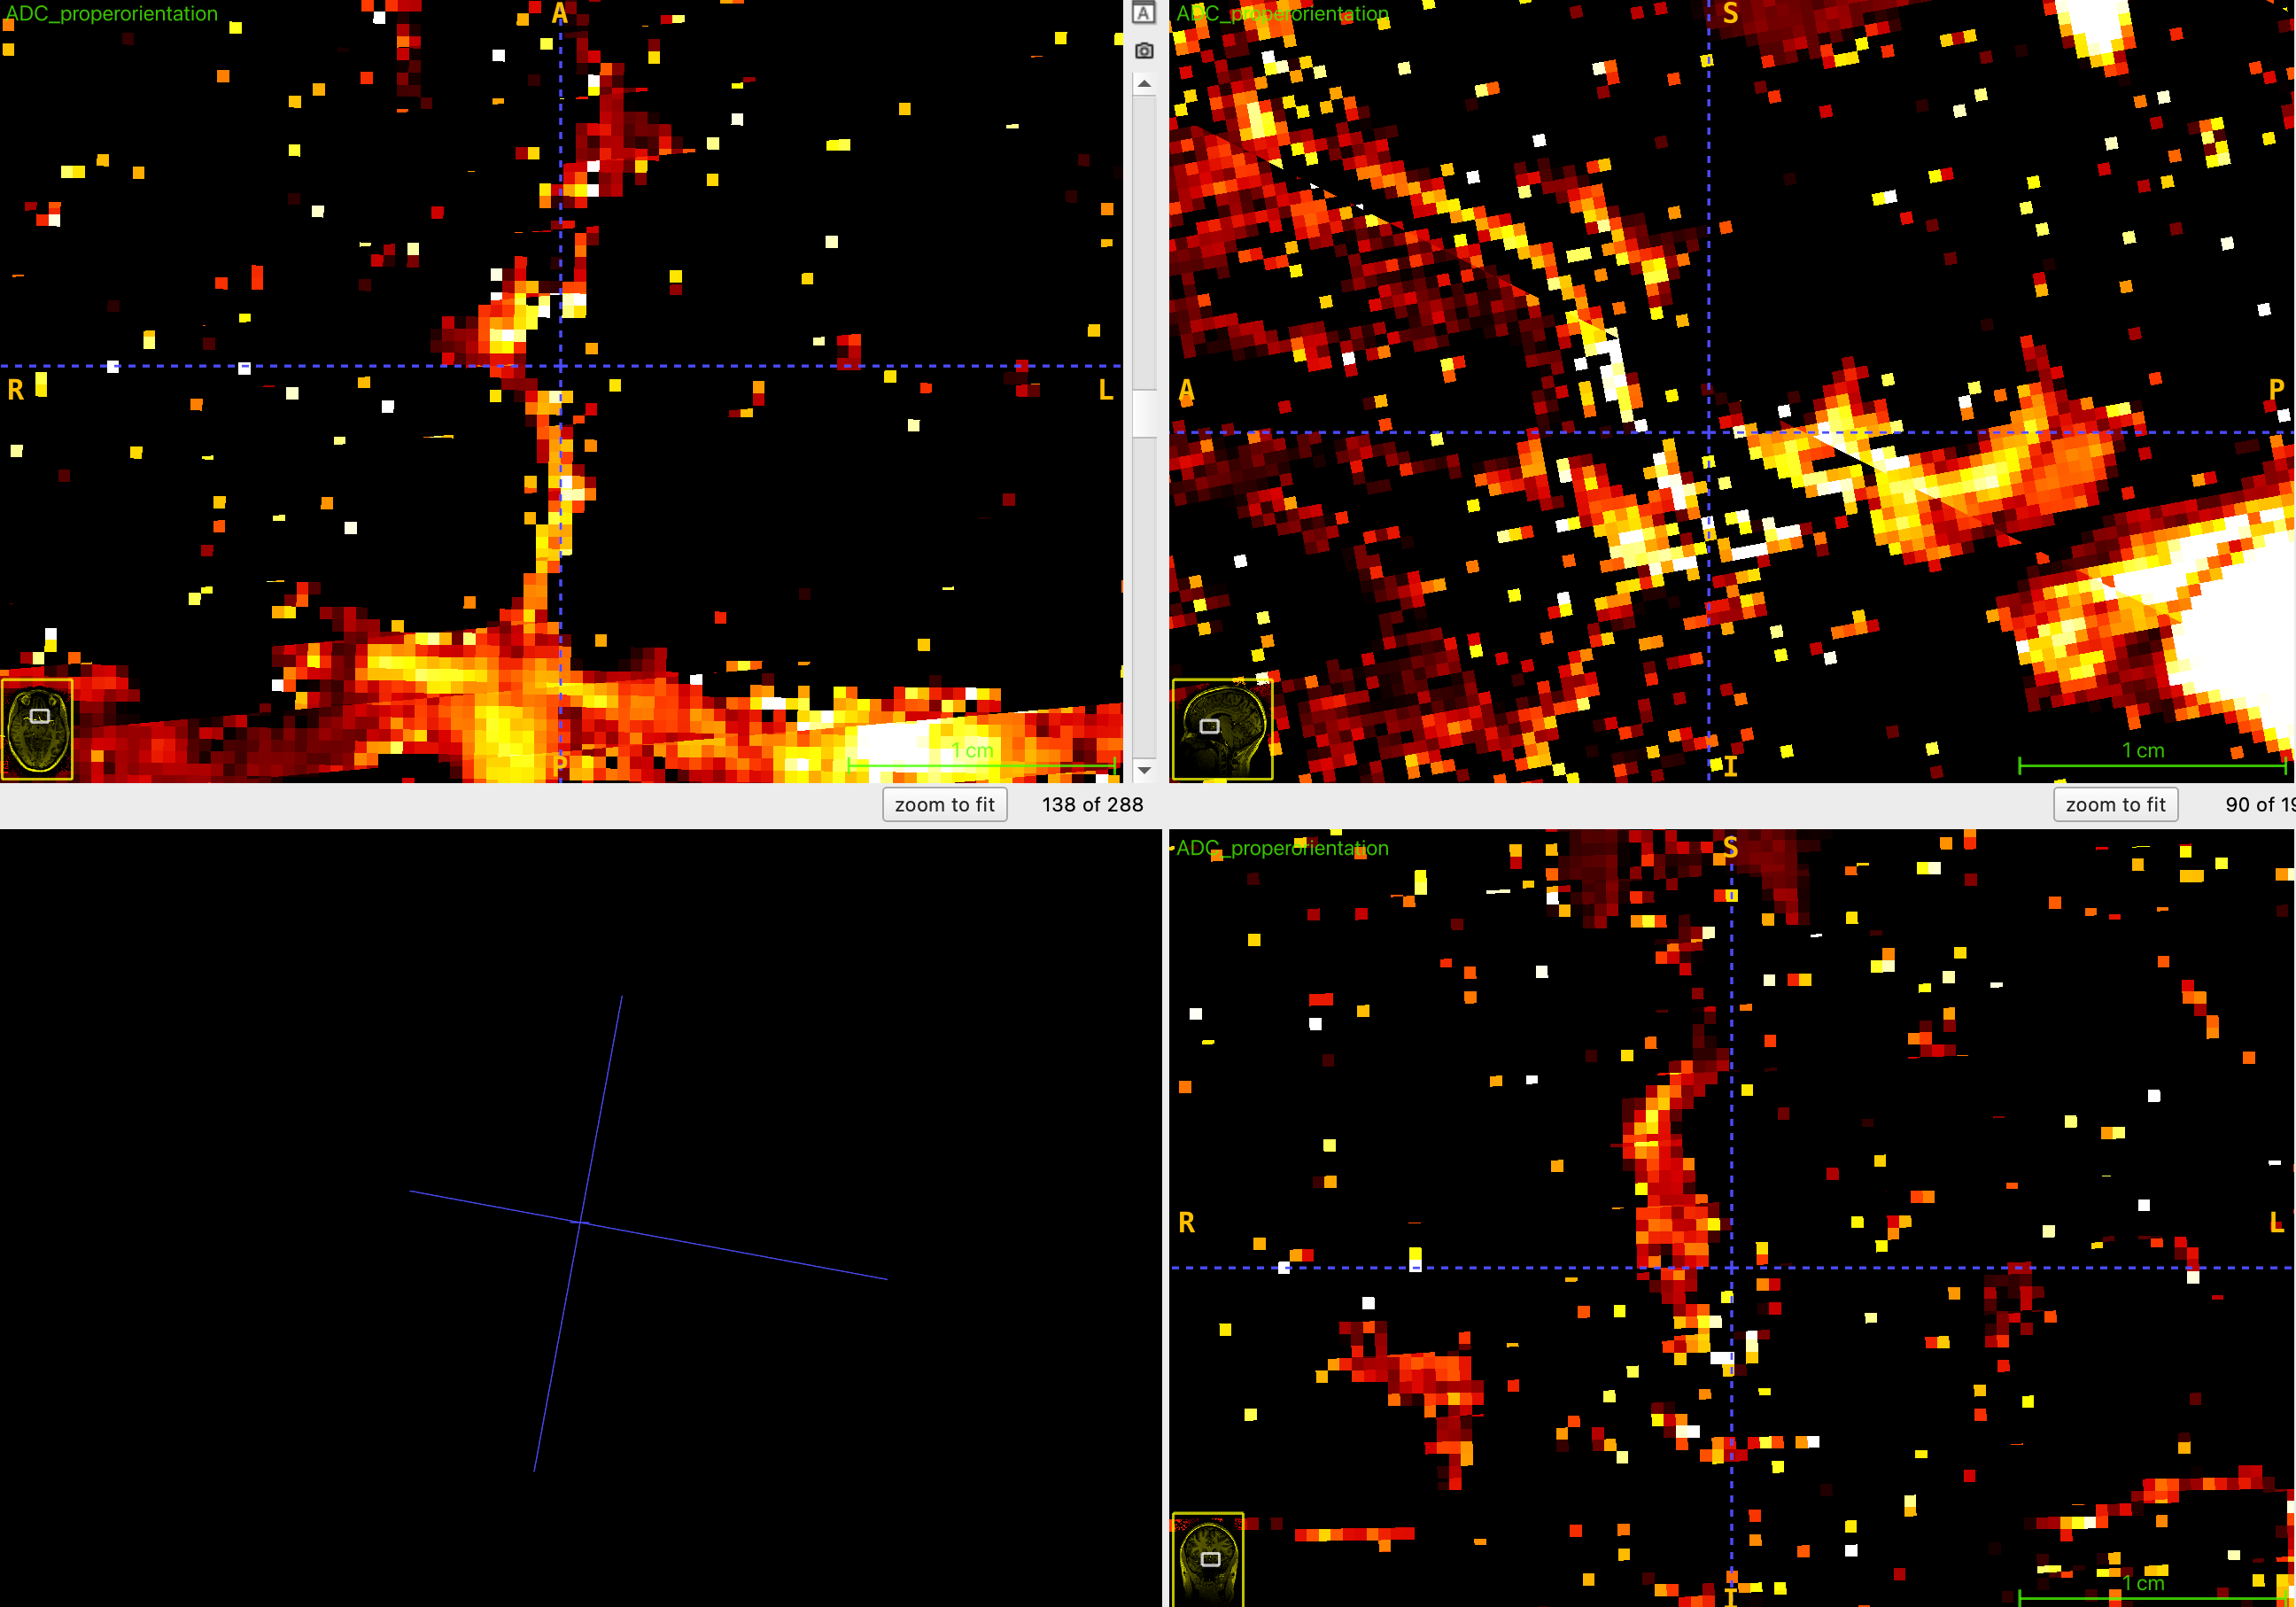 ADC_properorientation
A
R
L
P
1 cm
zoom to fit
138 of 288
A
ADC_properorientation
S
A
P
I
1 cm
zoom to fit
90 of 19
ADC_properorientation
S
R
L
I
1 cm